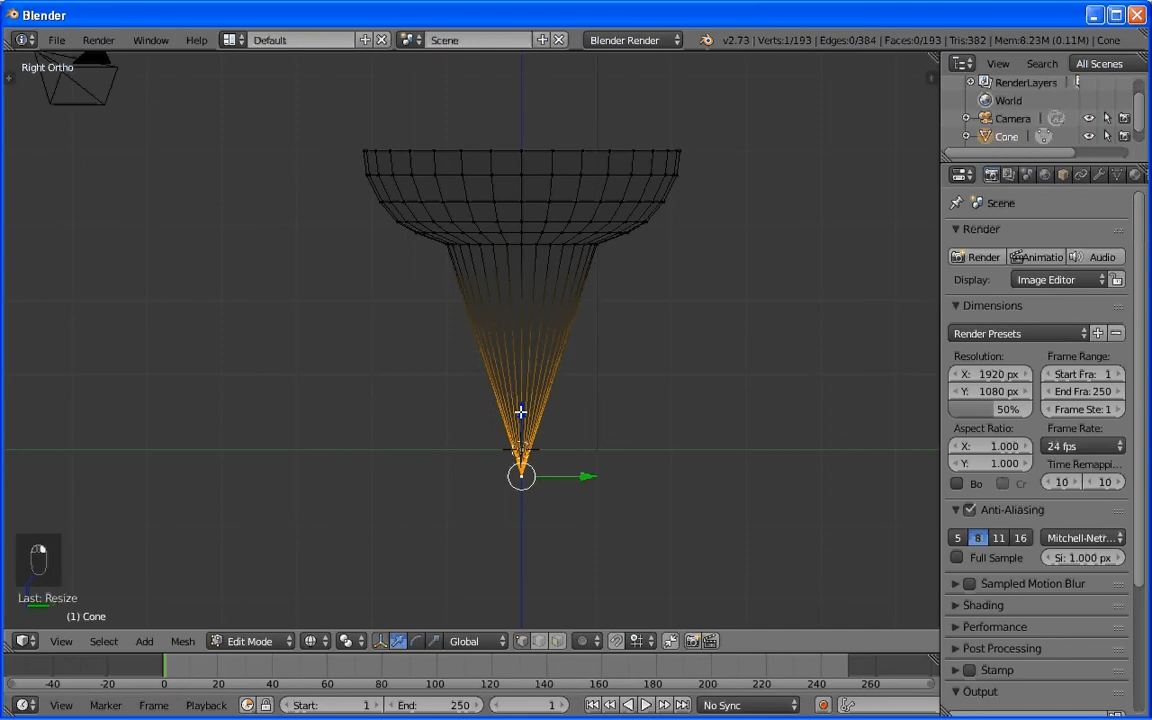 Blender
File Render Window Help Default Scene Blender Render v2.73 | Verts:1/193 | Edges:0/384 | Faces:0/193 | Tris:382 | Mem:8.23M (0.11M) | Cone
Right Ortho
View Search All Scenes
RenderLayers
World
Camera
Cone
Scene
Render
Render Animatio Audio
Display: Image Editor
Dimensions
Render Presets
Resolution: Frame Range:
X: 1920 px Start Fra: 1
Y: 1080 px End Fra: 250
50% Frame Ste: 1
Aspect Ratio: Frame Rate:
X: 1.000 24 fps
Y: 1.000 Time Remappi...
Bo Cr 10 10
Anti-Aliasing
5 8 11 16 Mitchell-Netr...
Full Sample Si: 1.000 px
Sampled Motion Blur
Shading
Performance
Post Processing
Stamp
Output
Last: Resize
(1) Cone
View Select Add Mesh Edit Mode Global
-40 -20 0 20 40 60 80 100 120 140 160 180 200 220 240 260
View Marker Frame Playback Start: 1 End: 250 1 No Sync